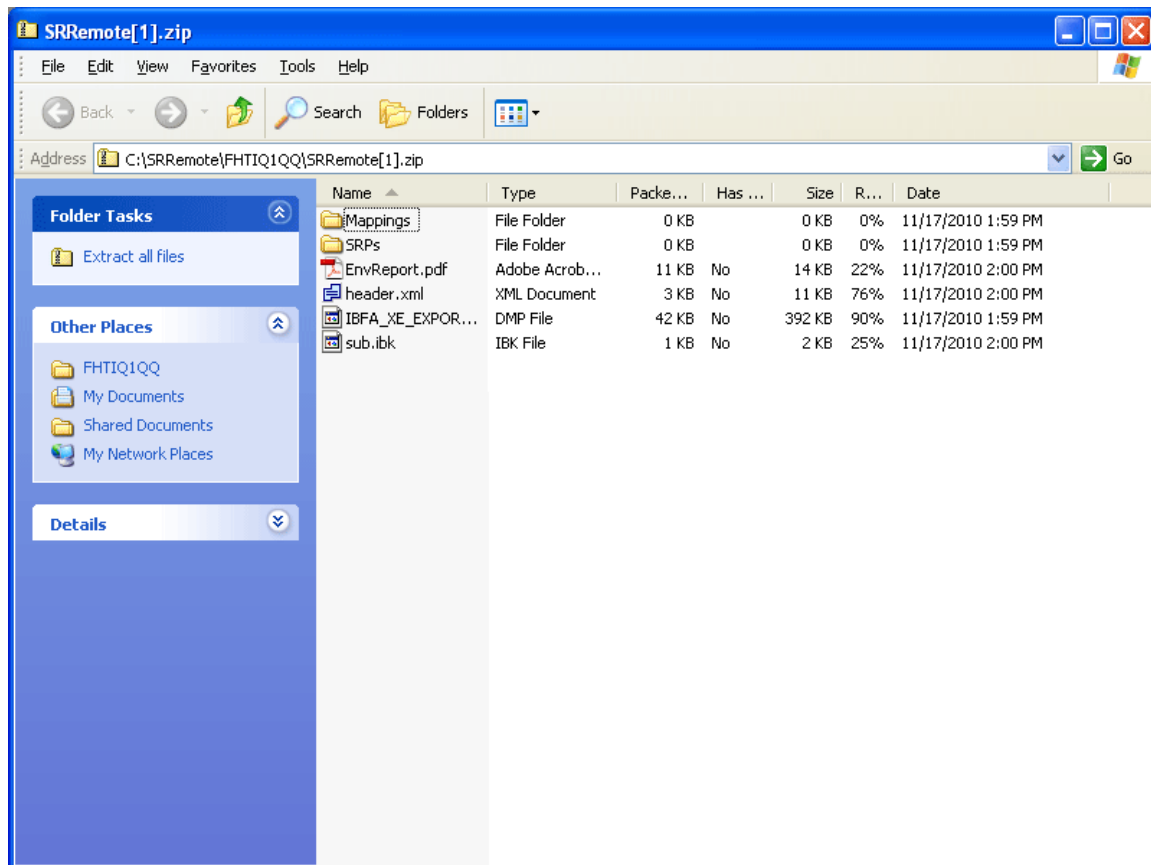 SRRemote[1].zip
File Edit View Favorites Tools Help
Back Search Folders
Address C:\SRRemote\FHTIQ1QQ\SRRemote[1].zip Go
Folder Tasks
Extract all files
Other Places
FHTIQ1QQ
My Documents
Shared Documents
My Network Places
Details
Name Type Packe... Has ... Size R... Date
Mappings File Folder 0 KB 0 KB 0% 11/17/2010 1:59 PM
SRPs File Folder 0 KB 0 KB 0% 11/17/2010 1:59 PM
EnvReport.pdf Adobe Acrob... 11 KB No 14 KB 22% 11/17/2010 2:00 PM
header.xml XML Document 3 KB No 11 KB 76% 11/17/2010 2:00 PM
IBFA_XE_EXPOR... DMP File 42 KB No 392 KB 90% 11/17/2010 1:59 PM
sub.ibk IBK File 1 KB No 2 KB 25% 11/17/2010 2:00 PM